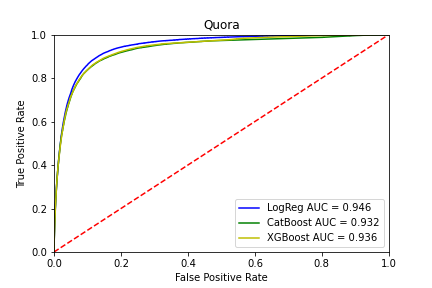 Quora
True Positive Rate
1.0
0.8
0.6
0.4
0.2
0.0
LogReg AUC = 0.946
CatBoost AUC = 0.932
XGBoost AUC = 0.936
0.0 0.2 0.4 0.6 0.8 1.0
False Positive Rate